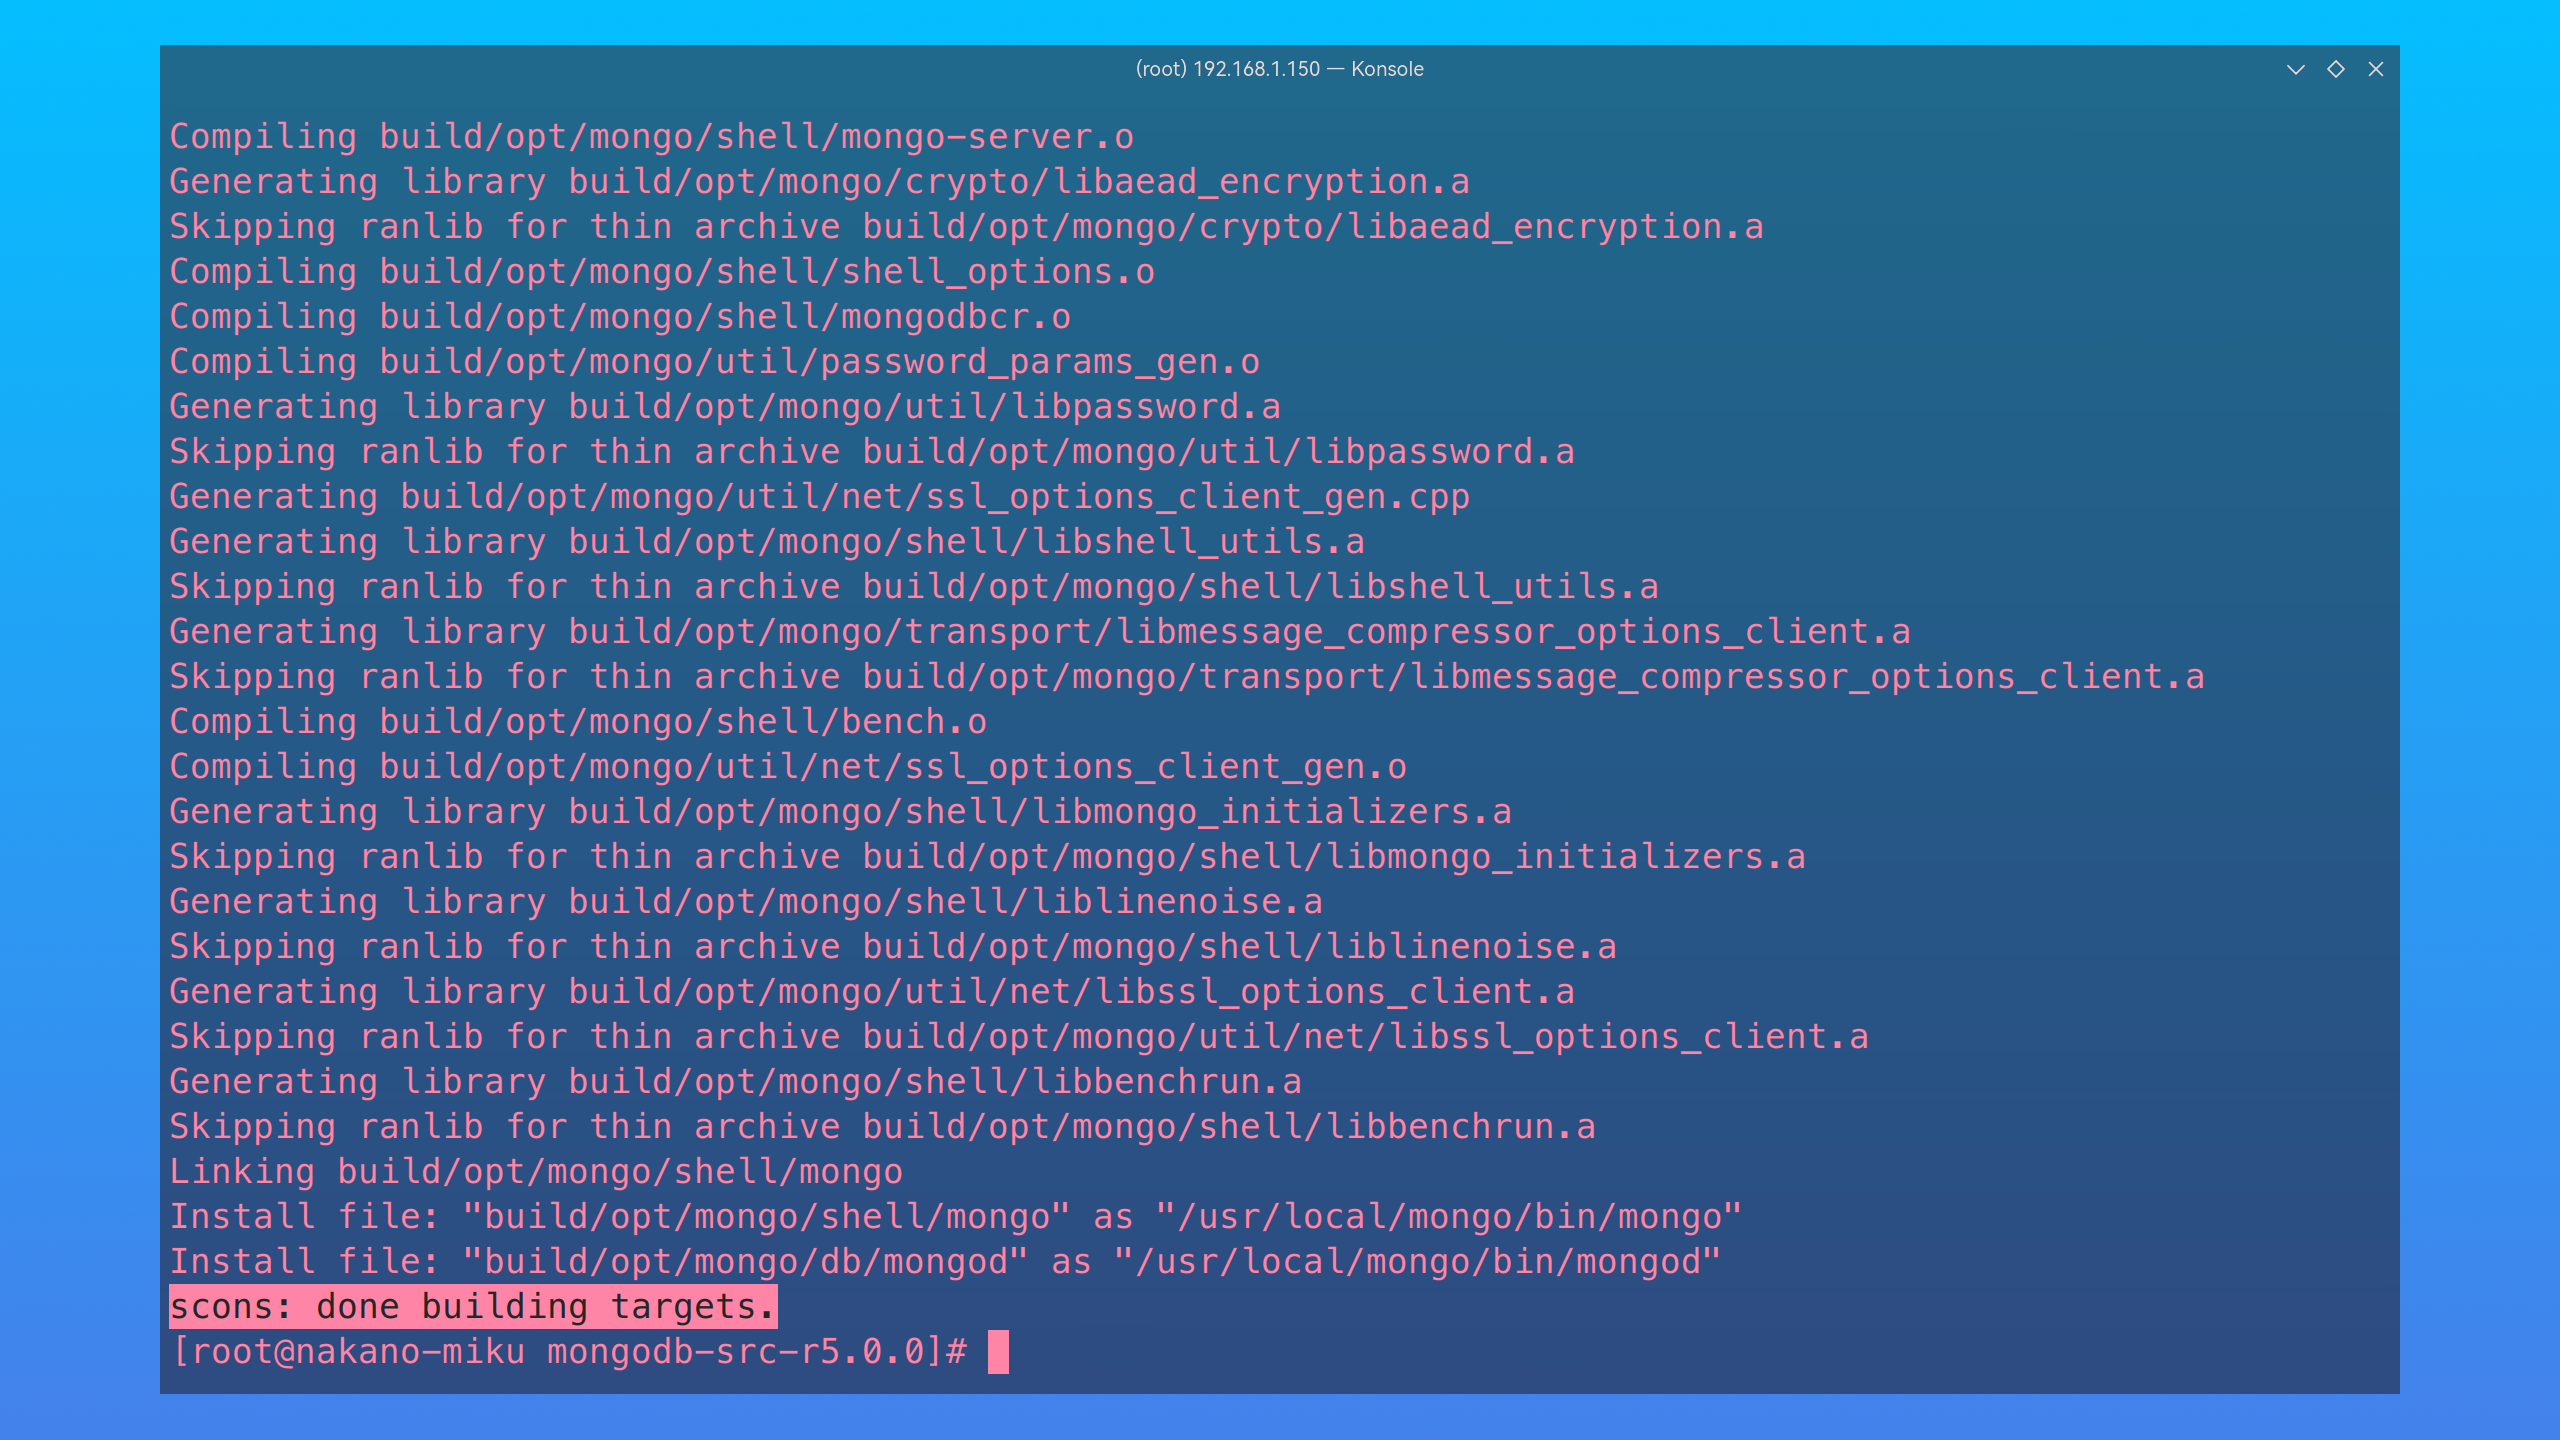 (root) 192.168.1.150 — Konsole
Compiling build/opt/mongo/shell/mongo-server.o
Generating library build/opt/mongo/crypto/libaead_encryption.a
Skipping ranlib for thin archive build/opt/mongo/crypto/libaead_encryption.a
Compiling build/opt/mongo/shell/shell_options.o
Compiling build/opt/mongo/shell/mongodbcr.o
Compiling build/opt/mongo/util/password_params_gen.o
Generating library build/opt/mongo/util/libpassword.a
Skipping ranlib for thin archive build/opt/mongo/util/libpassword.a
Generating build/opt/mongo/util/net/ssl_options_client_gen.cpp
Generating library build/opt/mongo/shell/libshell_utils.a
Skipping ranlib for thin archive build/opt/mongo/shell/libshell_utils.a
Generating library build/opt/mongo/transport/libmessage_compressor_options_client.a
Skipping ranlib for thin archive build/opt/mongo/transport/libmessage_compressor_options_client.a
Compiling build/opt/mongo/shell/bench.o
Compiling build/opt/mongo/util/net/ssl_options_client_gen.o
Generating library build/opt/mongo/shell/libmongo_initializers.a
Skipping ranlib for thin archive build/opt/mongo/shell/libmongo_initializers.a
Generating library build/opt/mongo/shell/liblinenoise.a
Skipping ranlib for thin archive build/opt/mongo/shell/liblinenoise.a
Generating library build/opt/mongo/util/net/libssl_options_client.a
Skipping ranlib for thin archive build/opt/mongo/util/net/libssl_options_client.a
Generating library build/opt/mongo/shell/libbenchrun.a
Skipping ranlib for thin archive build/opt/mongo/shell/libbenchrun.a
Linking build/opt/mongo/shell/mongo
Install file: "build/opt/mongo/shell/mongo" as "/usr/local/mongo/bin/mongo"
Install file: "build/opt/mongo/db/mongod" as "/usr/local/mongo/bin/mongod"
scons: done building targets.
[root@nakano-miku mongodb-src-r5.0.0]#